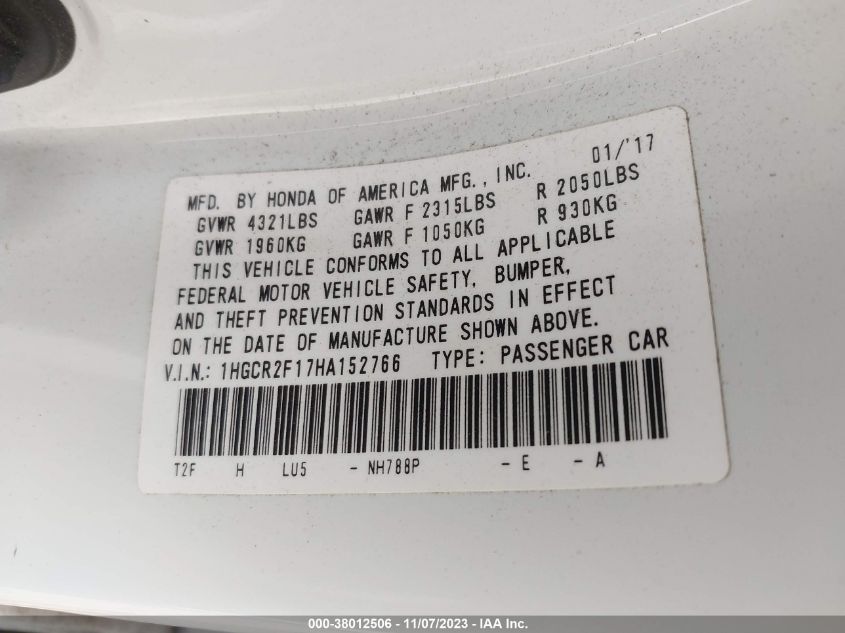 MFD. BY HONDA OF AMERICA MFG., INC. 01/'17
GVWR 4321LBS GAWR F 2315LBS R 2050LBS
GVWR 1960KG GAWR F 1050KG R 930KG
THIS VEHICLE CONFORMS TO ALL APPLICABLE
FEDERAL MOTOR VEHICLE SAFETY, BUMPER,
AND THEFT PREVENTION STANDARDS IN EFFECT
ON THE DATE OF MANUFACTURE SHOWN ABOVE.
V.I.N.: 1HGCR2F17HA152766 TYPE: PASSENGER CAR
T2F H LU5 - NH788P - E - A
000-38012506 - 11/07/2023 - IAA Inc.